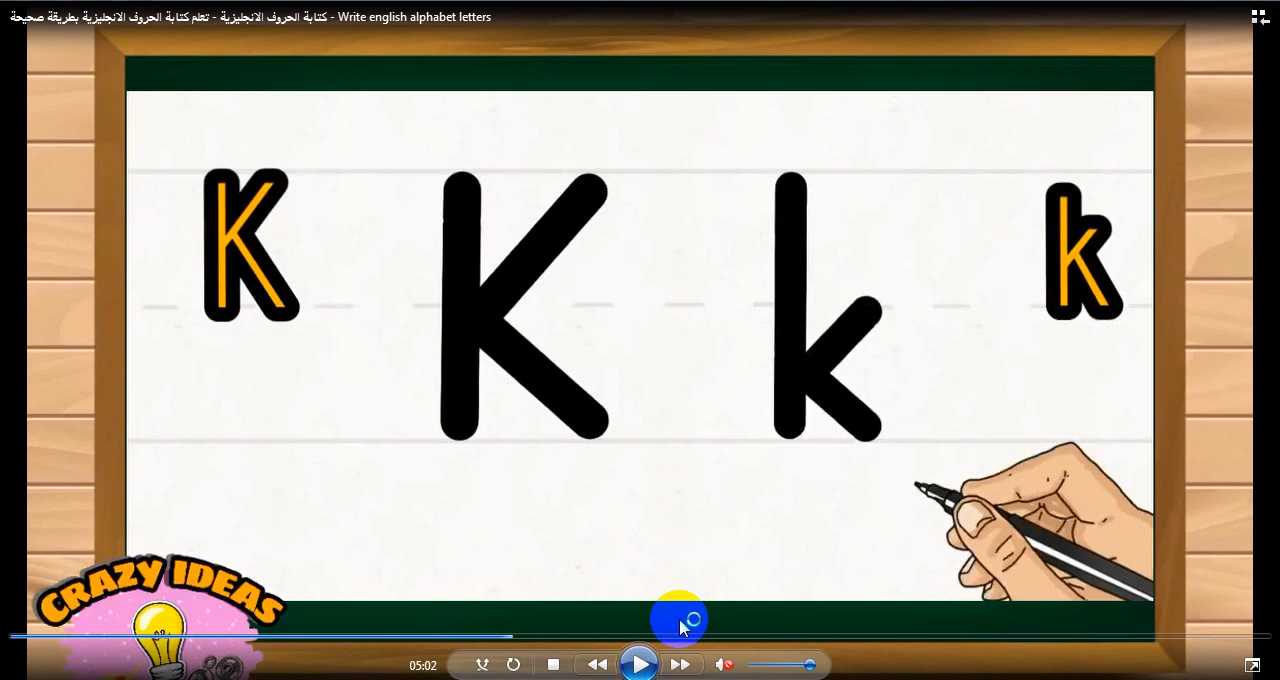 كتابة الحروف الانجليزية - تعلم كتابة الحروف الانجليزية بطريقة صحيحة - Write english alphabet letters
K K k k
CRAZY IDEAS
05:02